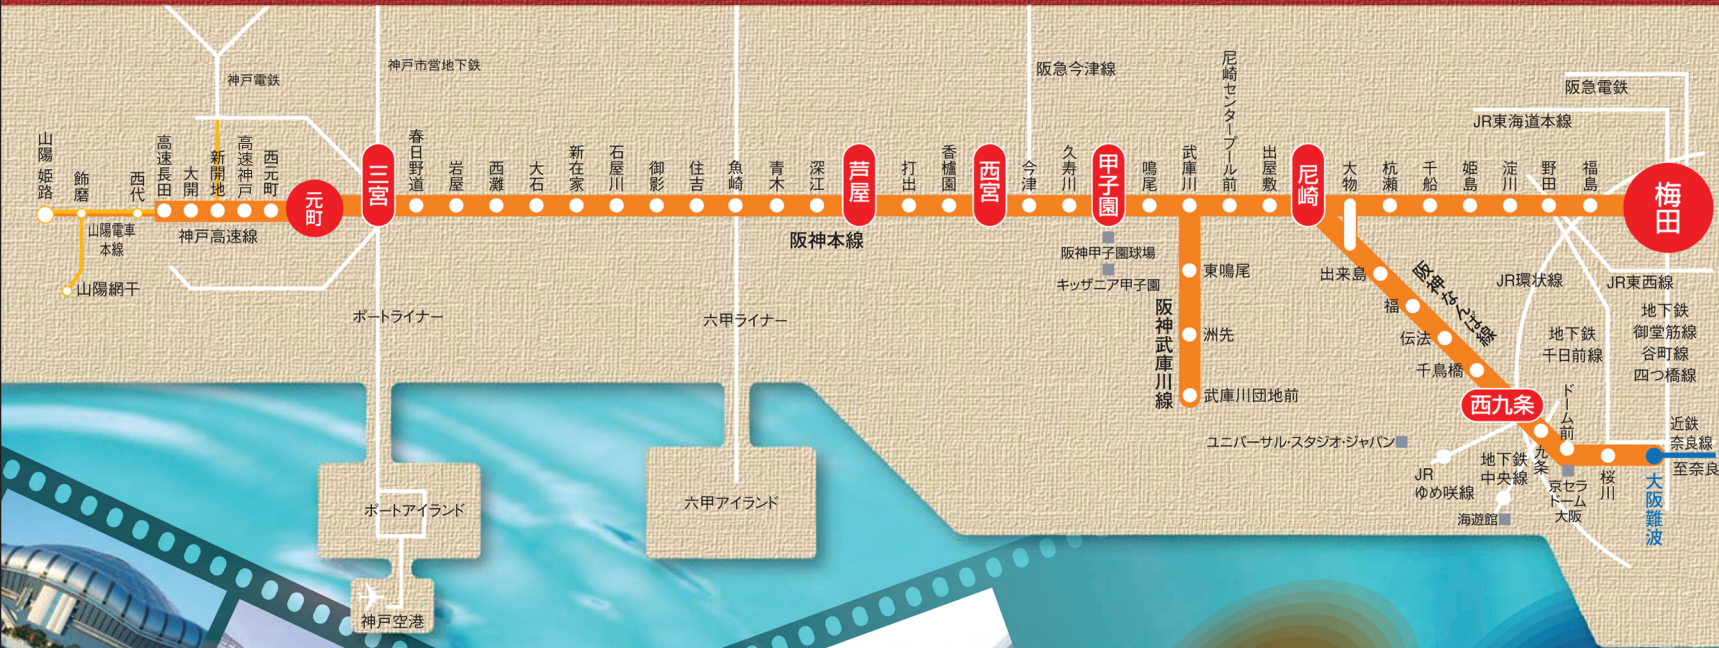 神戸電鉄
神戸市営地下鉄
阪急今津線
阪急電鉄
JR東海道本線
山陽姫路
飾磨
西代
高速長田
大開
新開地
高速神戸
西元町
元町
三宮
春日野道
岩屋
西灘
大石
新在家
石屋川
御影
住吉
魚崎
青木
深江
芦屋
打出
香櫨園
西宮
今津
久寿川
甲子園
鳴尾
武庫川
尼崎センタープール前
出屋敷
尼崎
大物
杭瀬
千船
姫島
淀川
野田
福島
梅田
山陽電車
本線
山陽網干
神戸高速線
阪神本線
阪神甲子園球場
キッザニア甲子園
東鳴尾
洲先
武庫川団地前
阪神武庫川線
出来島
福
伝法
千鳥橋
阪神なんば線
西九条
九条
ドーム前
桜川
大阪難波
近鉄
奈良線
至奈良
JR環状線
JR東西線
地下鉄
千日前線
地下鉄
御堂筋線
谷町線
四つ橋線
ユニバーサル・スタジオ・ジャパン
JR
ゆめ咲線
地下鉄
中央線
海遊館
京セラ
ドーム
大阪
ポートライナー
六甲ライナー
ポートアイランド
六甲アイランド
神戸空港